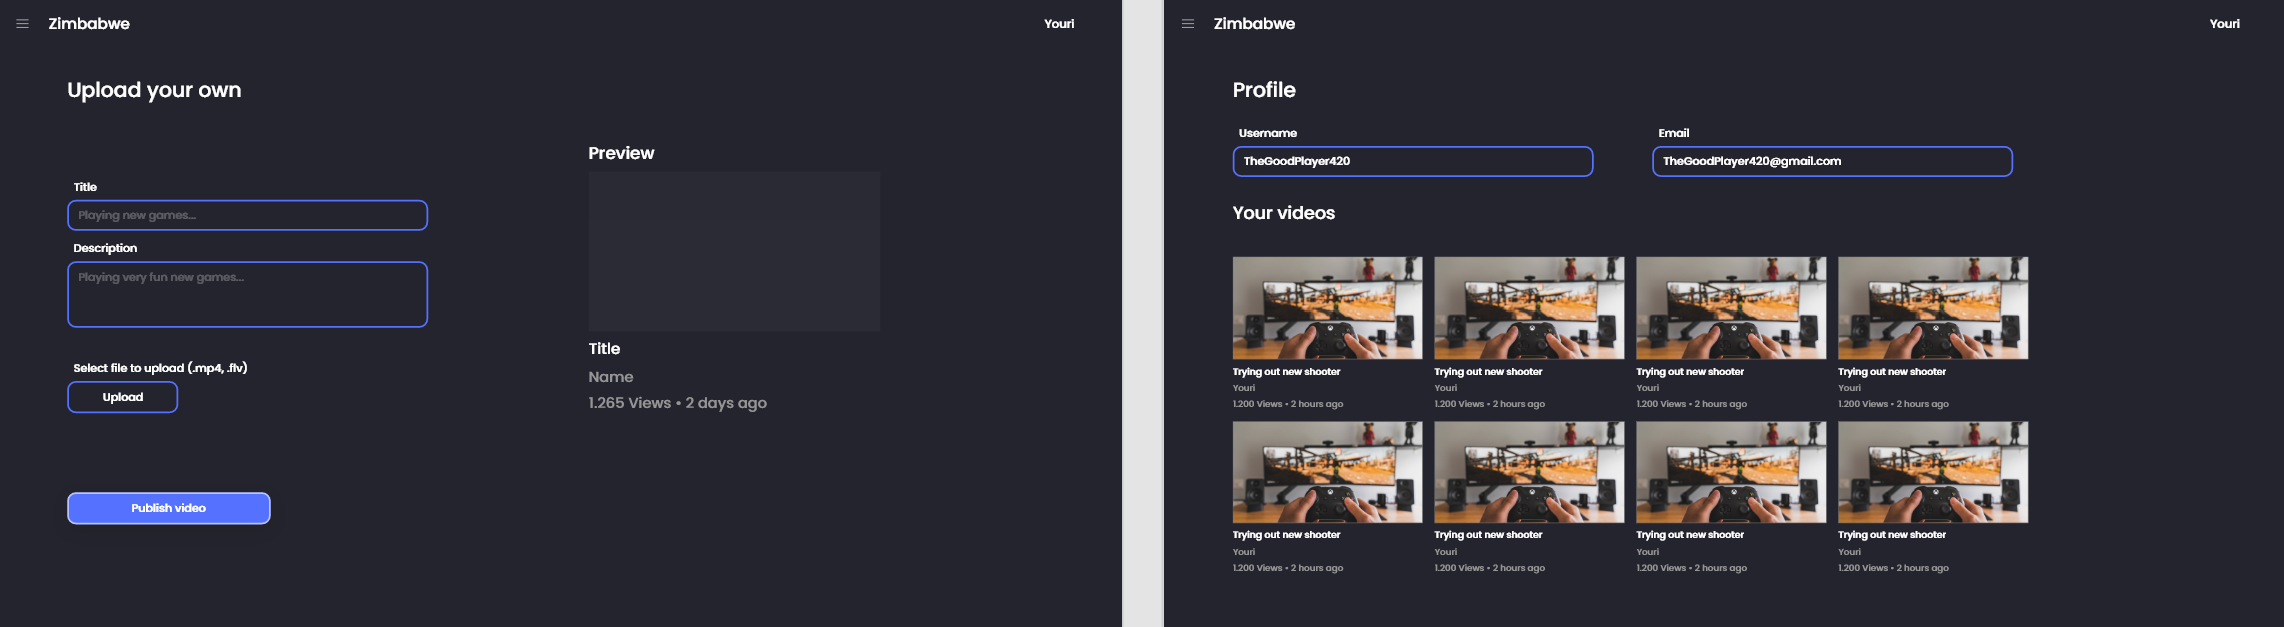 Zimbabwe
Youri
Upload your own
Title
Playing new games...
Description
Playing very fun new games...
Select file to upload (.mp4, .flv)
Upload
Publish video
Preview
Title
Name
1.265 Views • 2 days ago
Zimbabwe
Youri
Profile
Username
TheGoodPlayer420
Email
TheGoodPlayer420@gmail.com
Your videos
Trying out new shooter
Youri
1.200 Views • 2 hours ago
Trying out new shooter
Youri
1.200 Views • 2 hours ago
Trying out new shooter
Youri
1.200 Views • 2 hours ago
Trying out new shooter
Youri
1.200 Views • 2 hours ago
Trying out new shooter
Youri
1.200 Views • 2 hours ago
Trying out new shooter
Youri
1.200 Views • 2 hours ago
Trying out new shooter
Youri
1.200 Views • 2 hours ago
Trying out new shooter
Youri
1.200 Views • 2 hours ago